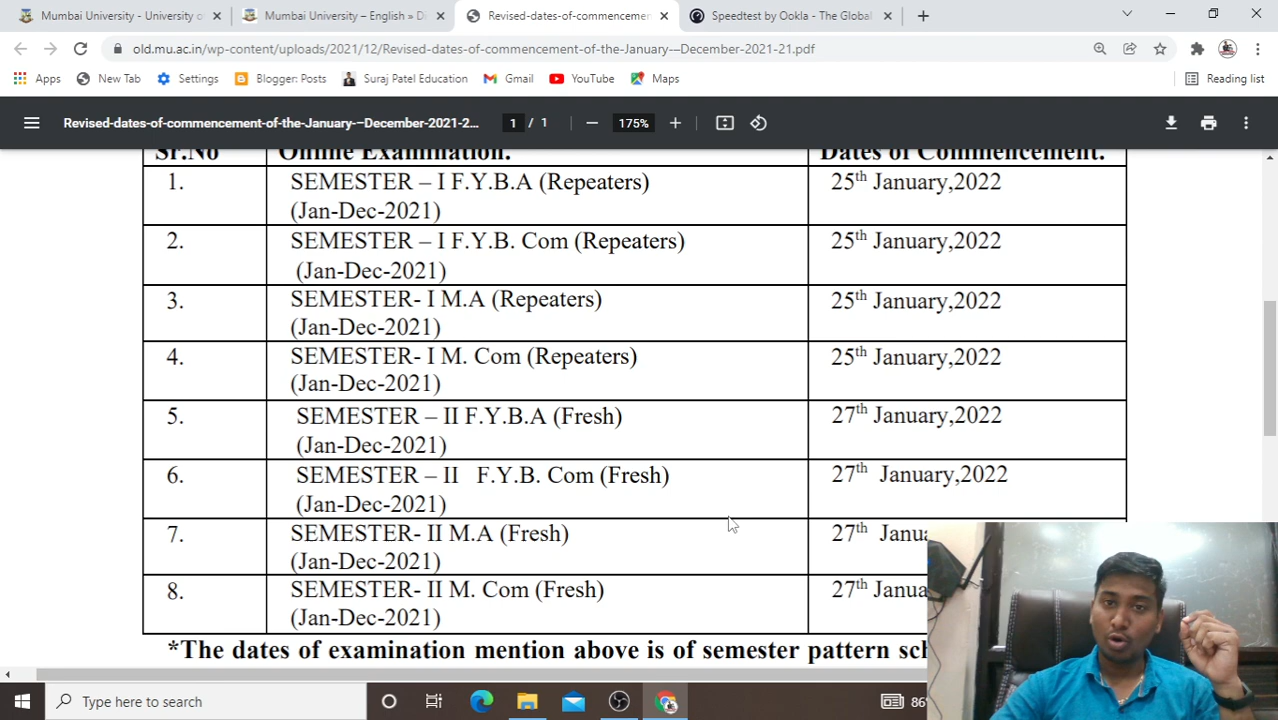 Mumbai University - University o
Mumbai University – English » Di
Revised-dates-of-commencemen
Speedtest by Ookla - The Global
old.mu.ac.in/wp-content/uploads/2021/12/Revised-dates-of-commencement-of-the-January-–December-2021-21.pdf
Apps New Tab Settings Blogger: Posts Suraj Patel Education Gmail YouTube Maps Reading list
Revised-dates-of-commencement-of-the-January-–December-2021-2... 1 / 1 175%
Sr.No Online Examination. Dates of Commencement.
1. SEMESTER – I F.Y.B.A (Repeaters) 25th January,2022
(Jan-Dec-2021)
2. SEMESTER – I F.Y.B. Com (Repeaters) 25th January,2022
(Jan-Dec-2021)
3. SEMESTER- I M.A (Repeaters) 25th January,2022
(Jan-Dec-2021)
4. SEMESTER- I M. Com (Repeaters) 25th January,2022
(Jan-Dec-2021)
5. SEMESTER – II F.Y.B.A (Fresh) 27th January,2022
(Jan-Dec-2021)
6. SEMESTER – II F.Y.B. Com (Fresh) 27th January,2022
(Jan-Dec-2021)
7. SEMESTER- II M.A (Fresh) 27th Janua
(Jan-Dec-2021)
8. SEMESTER- II M. Com (Fresh) 27th Janua
(Jan-Dec-2021)
*The dates of examination mention above is of semester pattern sch
Type here to search 86